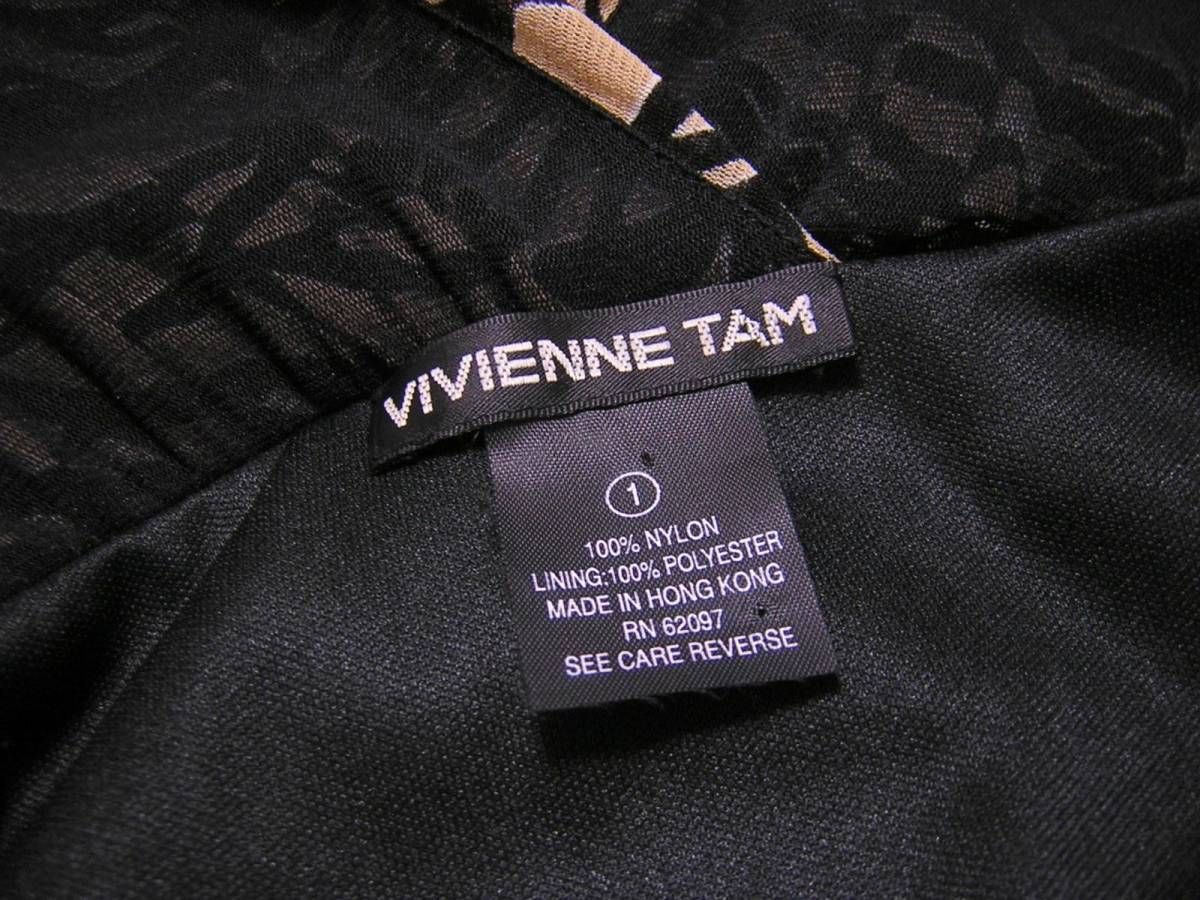 VIVIENNE TAM
1
100% NYLON
LINING:100% POLYESTER
MADE IN HONG KONG
RN 62097
SEE CARE REVERSE